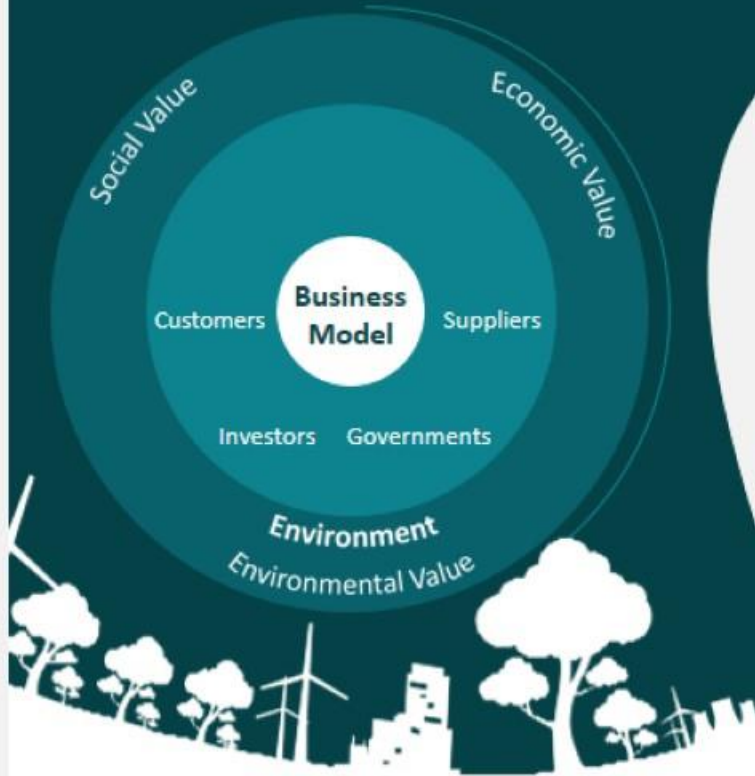 Social Value
Economic Value
Business
Model
Customers
Suppliers
Investors
Governments
Environment
Environmental Value